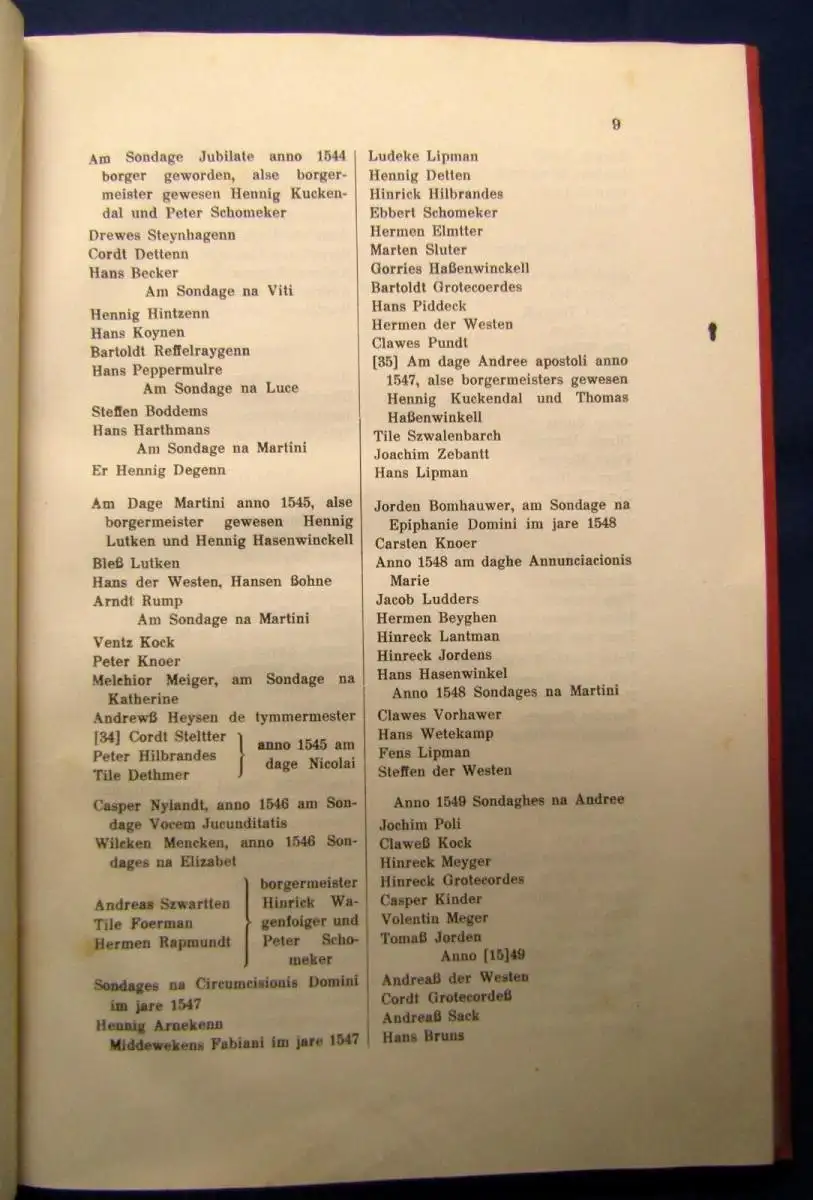 9
Am Sondage Jubilate anno 1544
borger geworden, alse borger-
meister gewesen Hennig Kucken-
dal und Peter Schomeker
Drewes Steynhagenn
Cordt Dettenn
Hans Becker
Am Sondage na Viti
Hennig Hintzenn
Hans Koynen
Bartoldt Reffelraygenn
Hans Peppermulre
Am Sondage na Luce
Steffen Boddems
Hans Harthmans
Am Sondage na Martini
Er Hennig Degenn
Am Dage Martini anno 1545, alse
borgermeister gewesen Hennig
Lutken und Hennig Hasenwinckell
Bleß Lutken
Hans der Westen, Hansen ßohne
Arndt Rump
Am Sondage na Martini
Ventz Kock
Peter Knoer
Melchior Meiger, am Sondage na
Katherine
Andrewß Heysen de tymmermester
[34] Cordt Steltter
Peter Hilbrandes
Tile Dethmer
anno 1545 am
dage Nicolai
Casper Nylandt, anno 1546 am Son-
dage Vocem Jucunditatis
Wilcken Mencken, anno 1546 Son-
dages na Elizabet
Andreas Szwartten
Tile Foerman
Hermen Rapmundt
borgermeister
Hinrick Wa-
genfoiger und
Peter Scho-
meker
Sondages na Circumcisionis Domini
im jare 1547
Hennig Arnekenn
Middewekens Fabiani im jare 1547
Ludeke Lipman
Hennig Detten
Hinrick Hilbrandes
Ebbert Schomeker
Hermen Elmtter
Marten Sluter
Gorries Haßenwinckell
Bartoldt Grotecoerdes
Hans Piddeck
Hermen der Westen
Clawes Pundt
[35] Am dage Andree apostoli anno
1547, alse borgermeisters gewesen
Hennig Kuckendal und Thomas
Haßenwinkell
Tile Szwalenbarch
Joachim Zebantt
Hans Lipman
Jorden Bomhauwer, am Sondage na
Epiphanie Domini im jare 1548
Carsten Knoer
Anno 1548 am daghe Annunciacionis
Marie
Jacob Ludders
Hermen Beyghen
Hinreck Lantman
Hinreck Jordens
Hans Hasenwinkel
Anno 1548 Sondages na Martini
Clawes Vorhawer
Hans Wetekamp
Fens Lipman
Steffen der Westen
Anno 1549 Sondaghes na Andree
Jochim Poli
Claweß Kock
Hinreck Meyger
Hinreck Grotecordes
Casper Kinder
Volentin Meger
Tomaß Jorden
Anno [15]49
Andreaß der Westen
Cordt Grotecordeß
Andreaß Sack
Hans Bruns